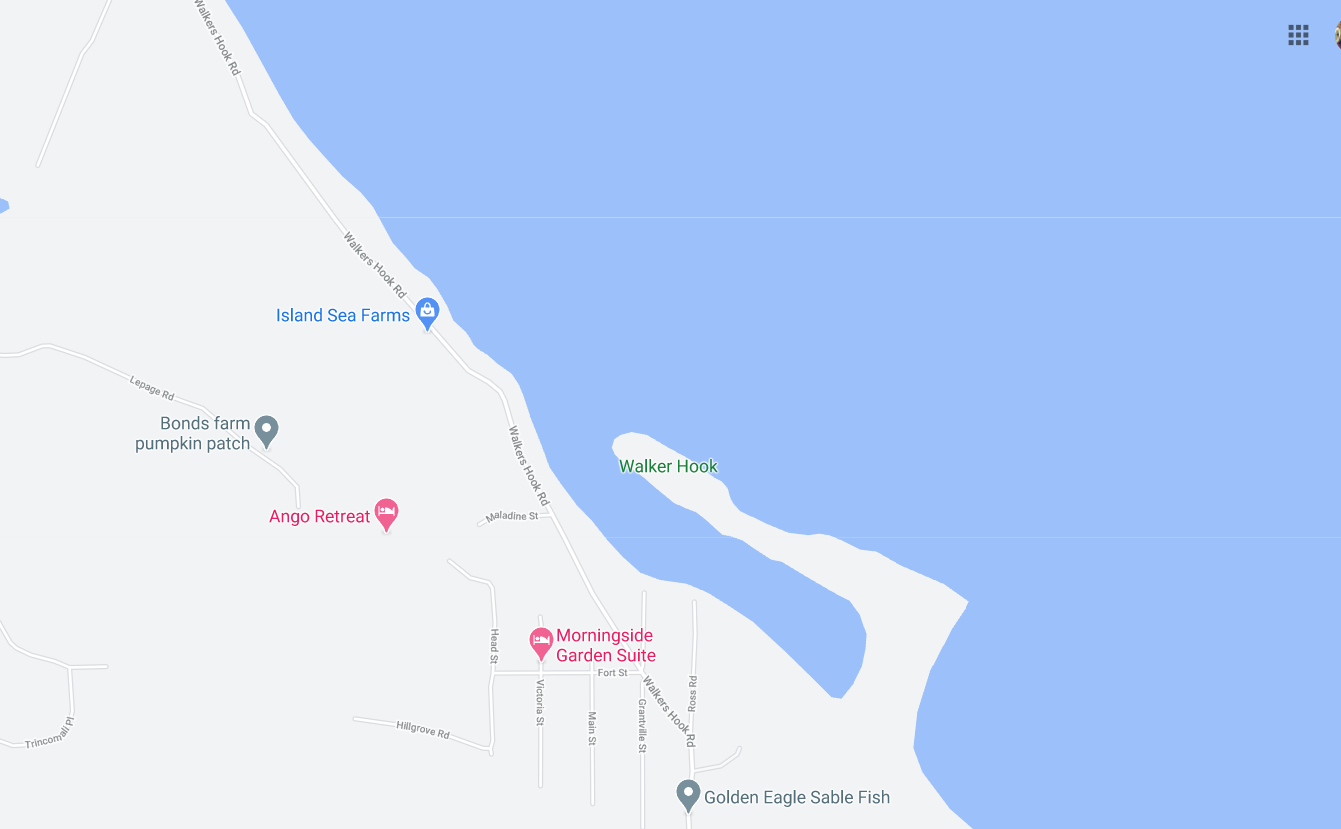 Walkers Hook Rd
Walkers Hook Rd
Island Sea Farms
Lepage Rd
Bonds farm
pumpkin patch
Walkers Hook Rd
Walker Hook
Ango Retreat
Maladine St
Head St
Morningside
Garden Suite
Fort St
Victoria St
Main St
Grantville St
Walkers Hook Rd
Ross Rd
Trincomali Pl
Hillgrove Rd
Golden Eagle Sable Fish